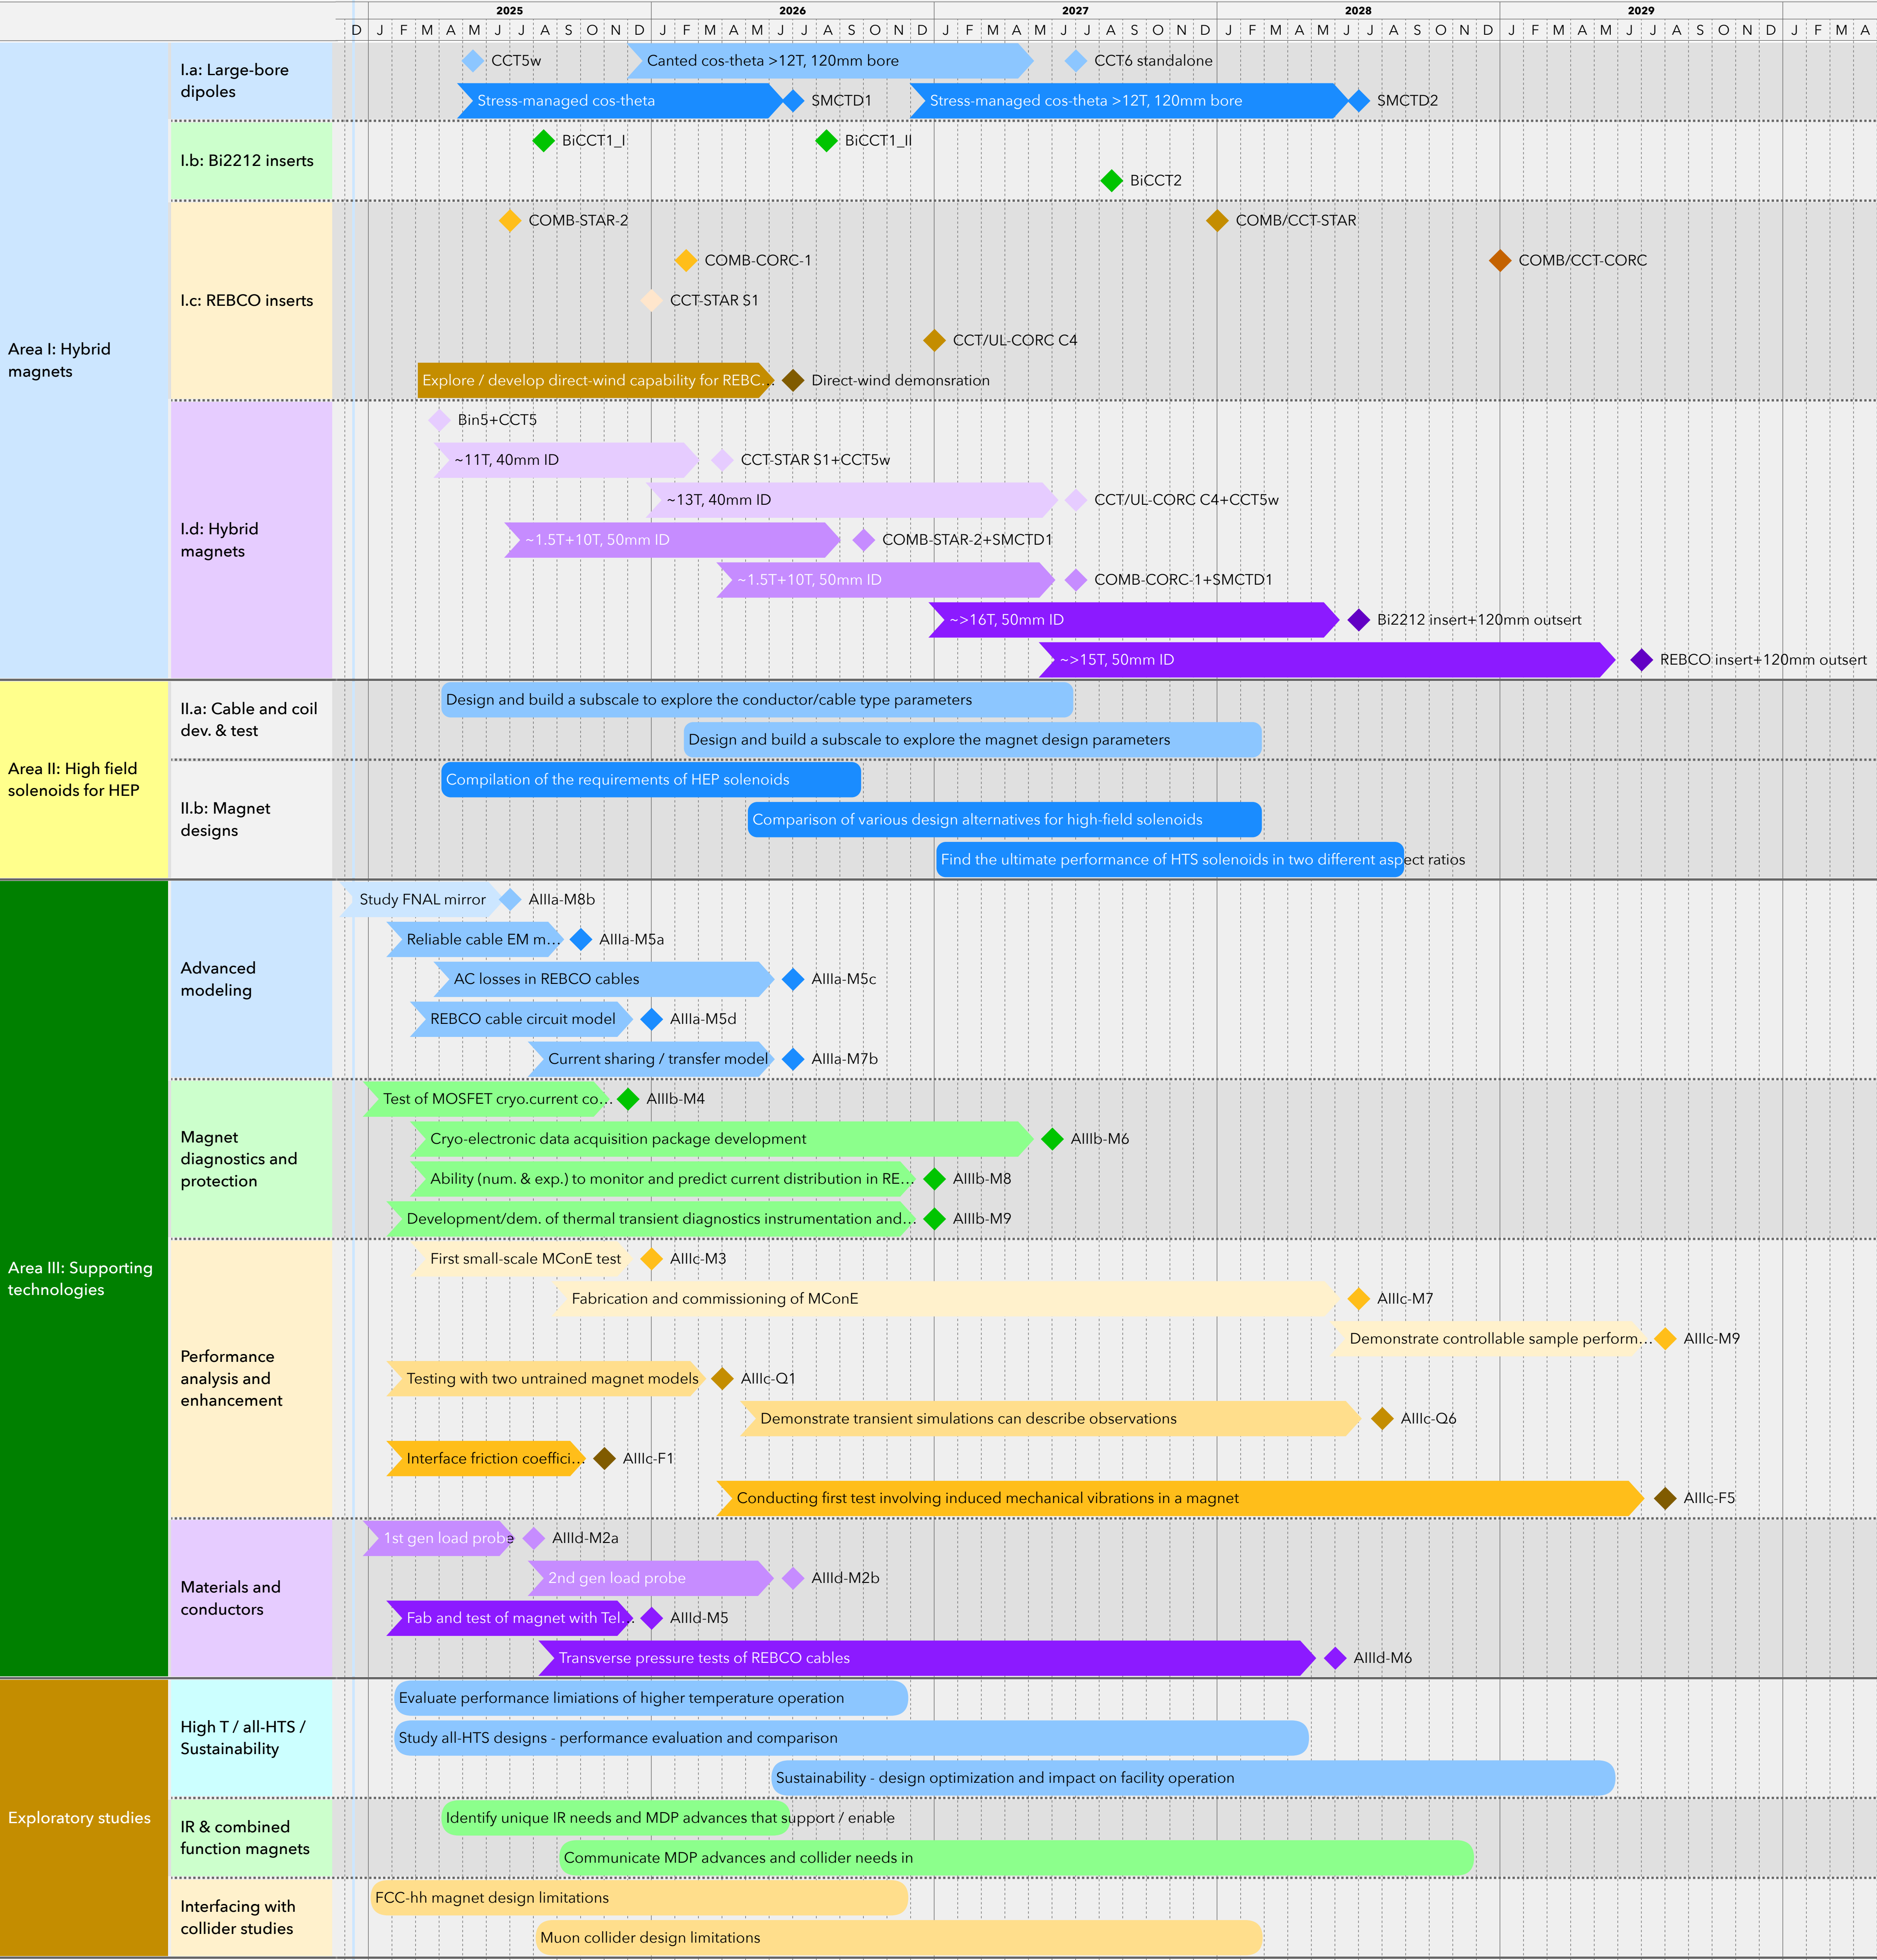 2025 2026 2027 2028 2029
D J F M A M J J A S O N D J F M A M J J A S O N D J F M A M J J A S O N D J F M A M J J A S O N D J F M A M J J A S O N D J F M A
Area I: Hybrid
magnets
I.a: Large-bore
dipoles
CCT5w
Canted cos-theta >12T, 120mm bore
CCT6 standalone
Stress-managed cos-theta
SMCTD1
Stress-managed cos-theta >12T, 120mm bore
SMCTD2
I.b: Bi2212 inserts
BiCCT1_I
BiCCT1_II
BiCCT2
I.c: REBCO inserts
COMB-STAR-2
COMB/CCT-STAR
COMB-CORC-1
COMB/CCT-CORC
CCT-STAR S1
CCT/UL-CORC C4
Explore / develop direct-wind capability for REBC…
Direct-wind demonsration
I.d: Hybrid
magnets
Bin5+CCT5
~11T, 40mm ID
CCT-STAR S1+CCT5w
~13T, 40mm ID
CCT/UL-CORC C4+CCT5w
~1.5T+10T, 50mm ID
COMB-STAR-2+SMCTD1
~1.5T+10T, 50mm ID
COMB-CORC-1+SMCTD1
~>16T, 50mm ID
Bi2212 insert+120mm outsert
~>15T, 50mm ID
REBCO insert+120mm outsert
Area II: High field
solenoids for HEP
II.a: Cable and coil
dev. & test
Design and build a subscale to explore the conductor/cable type parameters
Design and build a subscale to explore the magnet design parameters
II.b: Magnet
designs
Compilation of the requirements of HEP solenoids
Comparison of various design alternatives for high-field solenoids
Find the ultimate performance of HTS solenoids in two different aspect ratios
Area III: Supporting
technologies
Advanced
modeling
Study FNAL mirror
AIIIa-M8b
Reliable cable EM m…
AIIIa-M5a
AC losses in REBCO cables
AIIIa-M5c
REBCO cable circuit model
AIIIa-M5d
Current sharing / transfer model
AIIIa-M7b
Magnet
diagnostics and
protection
Test of MOSFET cryo.current co…
AIIIb-M4
Cryo-electronic data acquisition package development
AIIIb-M6
Ability (num. & exp.) to monitor and predict current distribution in RE…
AIIIb-M8
Development/dem. of thermal transient diagnostics instrumentation and…
AIIIb-M9
Performance
analysis and
enhancement
First small-scale MConE test
AIIIc-M3
Fabrication and commissioning of MConE
AIIIc-M7
Demonstrate controllable sample perform…
AIIIc-M9
Testing with two untrained magnet models
AIIIc-Q1
Demonstrate transient simulations can describe observations
AIIIc-Q6
Interface friction coeffici…
AIIIc-F1
Conducting first test involving induced mechanical vibrations in a magnet
AIIIc-F5
Materials and
conductors
1st gen load probe
AIIId-M2a
2nd gen load probe
AIIId-M2b
Fab and test of magnet with Tel…
AIIId-M5
Transverse pressure tests of REBCO cables
AIIId-M6
Exploratory studies
High T / all-HTS /
Sustainability
Evaluate performance limiations of higher temperature operation
Study all-HTS designs - performance evaluation and comparison
Sustainability - design optimization and impact on facility operation
IR & combined
function magnets
Identify unique IR needs and MDP advances that support / enable
Communicate MDP advances and collider needs in
Interfacing with
collider studies
FCC-hh magnet design limitations
Muon collider design limitations